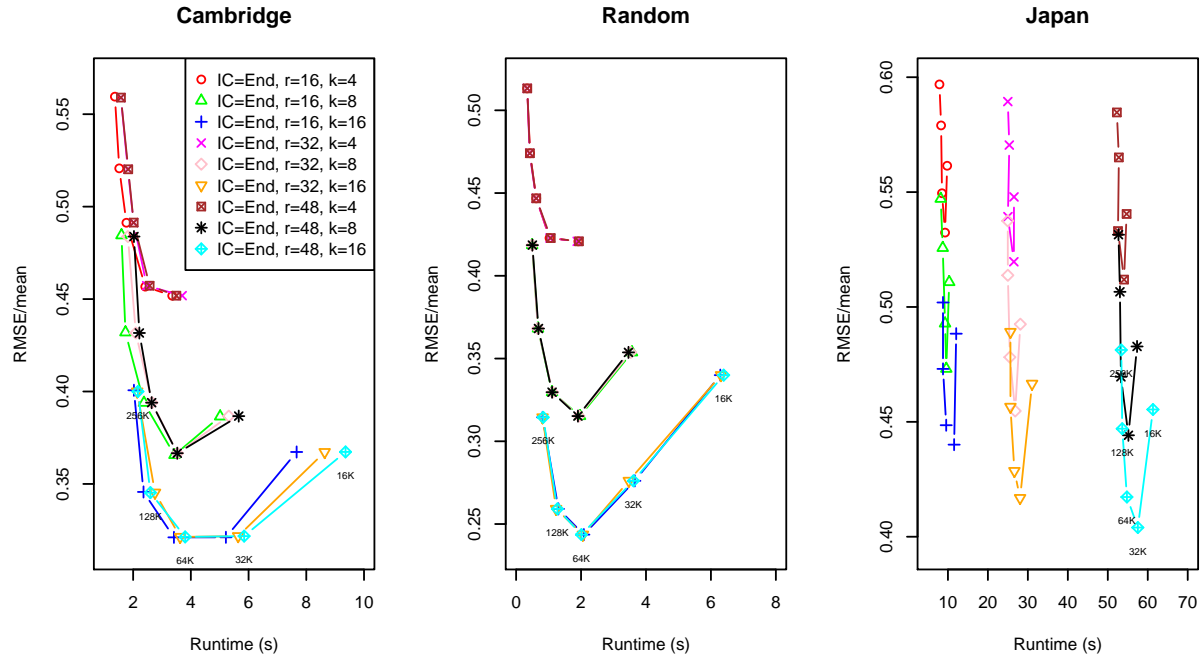 Cambridge
Random
Japan
IC=End, r=16, k=4
IC=End, r=16, k=8
IC=End, r=16, k=16
IC=End, r=32, k=4
IC=End, r=32, k=8
IC=End, r=32, k=16
IC=End, r=48, k=4
IC=End, r=48, k=8
IC=End, r=48, k=16
RMSE/mean
0.55
0.50
0.45
0.40
0.35
256K
128K
64K
32K
16K
2 4 6 8 10
Runtime (s)
RMSE/mean
0.50
0.45
0.40
0.35
0.30
0.25
256K
128K
64K
32K
16K
0 2 4 6 8
Runtime (s)
RMSE/mean
0.60
0.55
0.50
0.45
0.40
256K
128K
64K
32K
16K
10 20 30 40 50 60 70
Runtime (s)